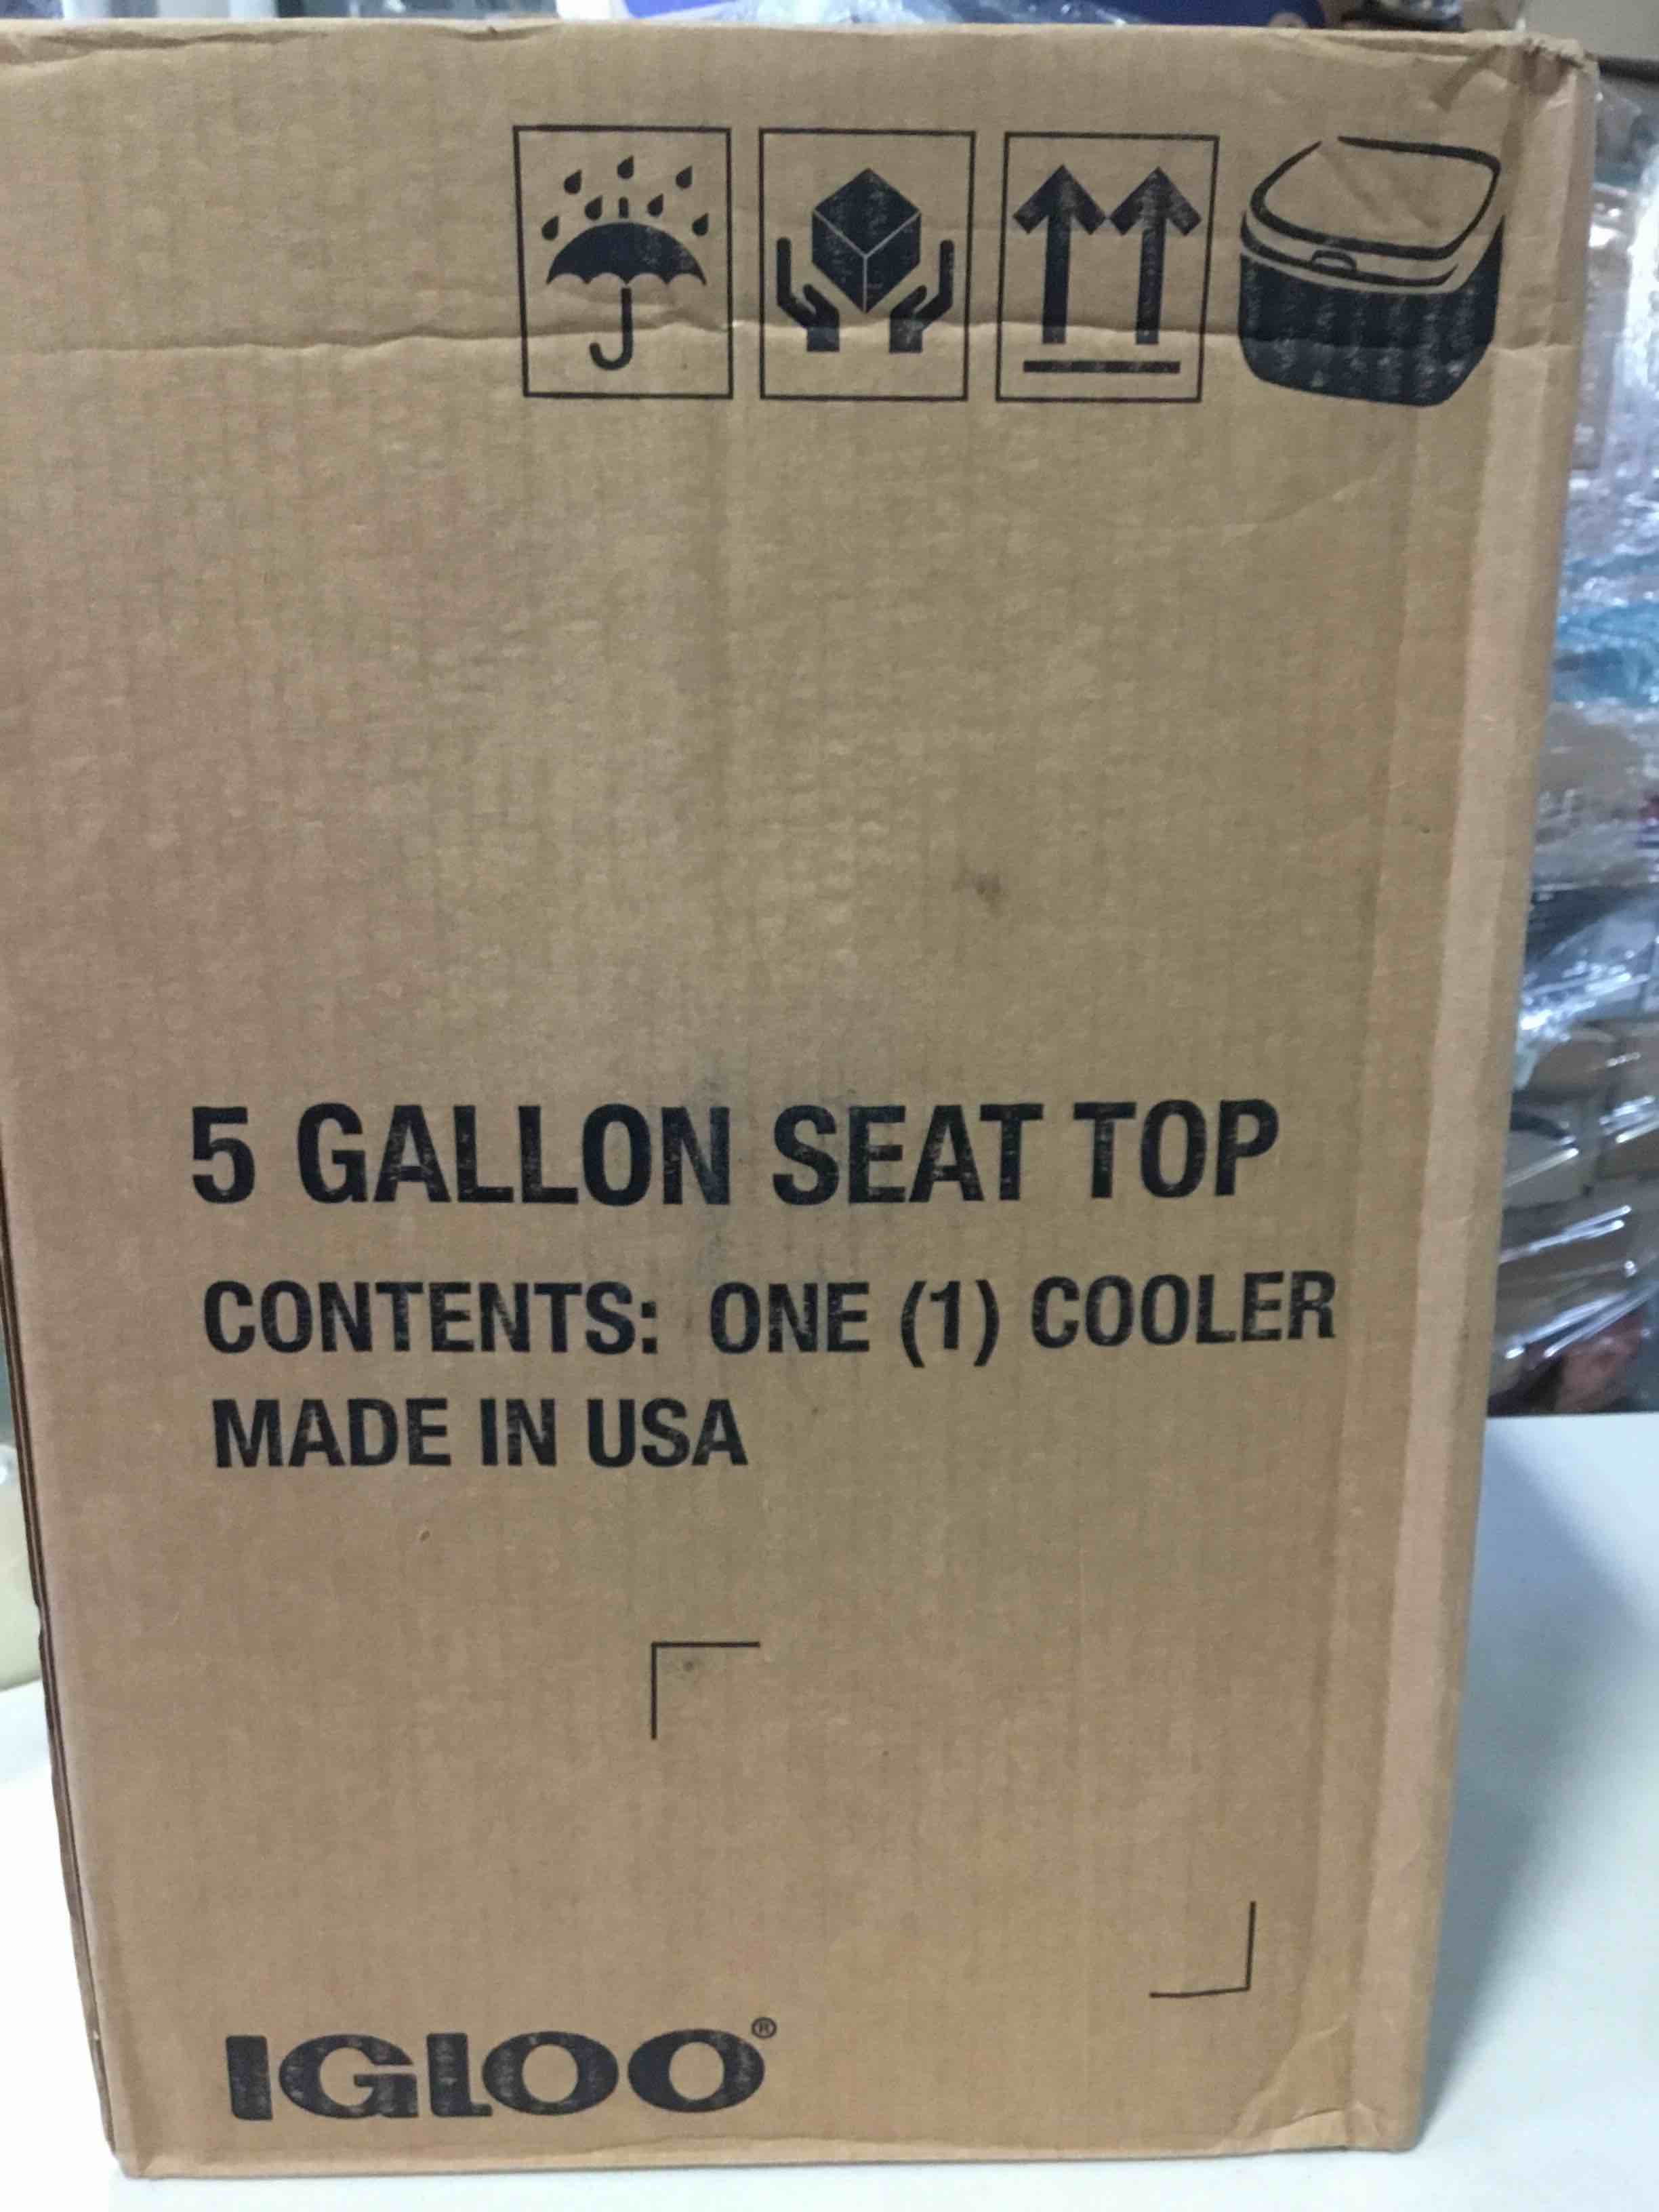 5 GALLON SEAT TOP
CONTENTS: ONE (1) COOLER
MADE IN USA
IGLOO®